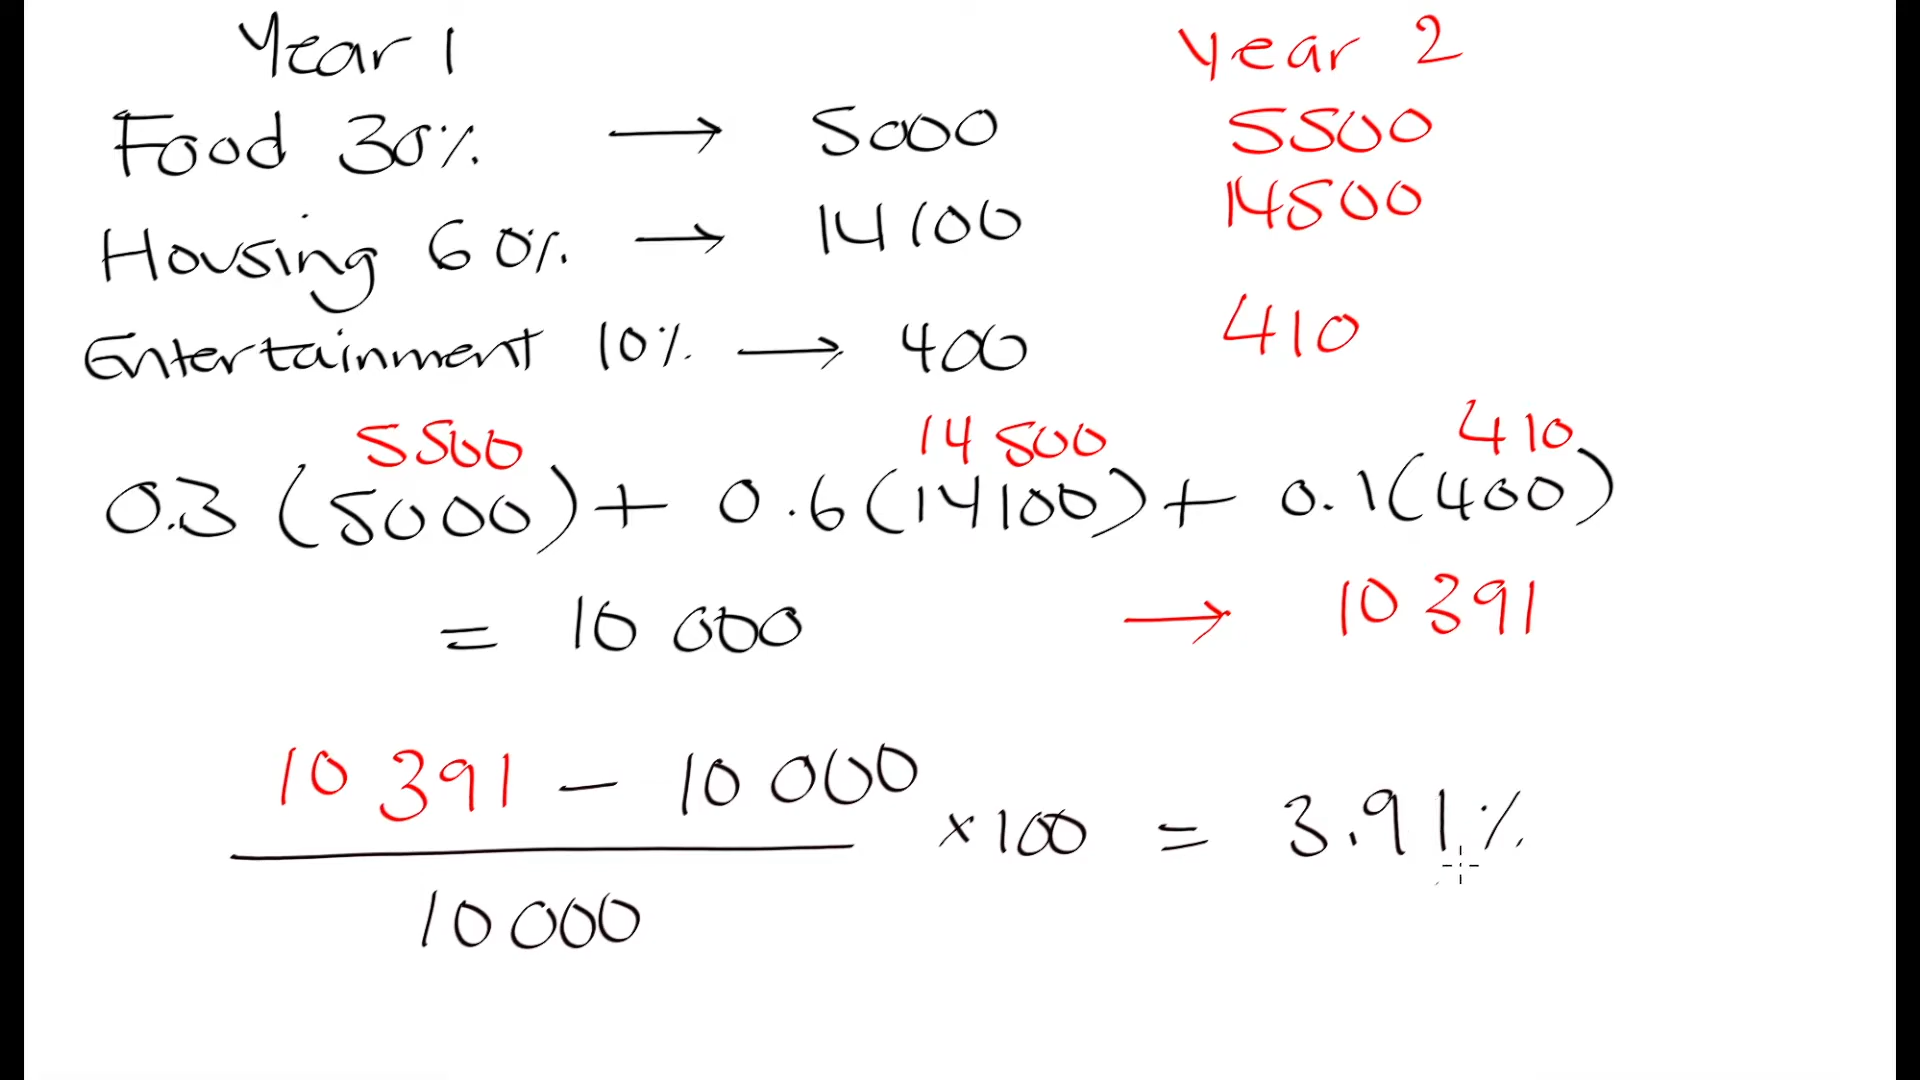 Year 1 Year 2
Food 30% → 5000 5500
Housing 60% → 14100 14500
Entertainment 10% → 400 410
5500 14500 410
0.3 (5000) + 0.6 (14100) + 0.1 (400)
= 10 000 → 10 391
10 391 - 10 000
× 100 = 3.91%
10 000